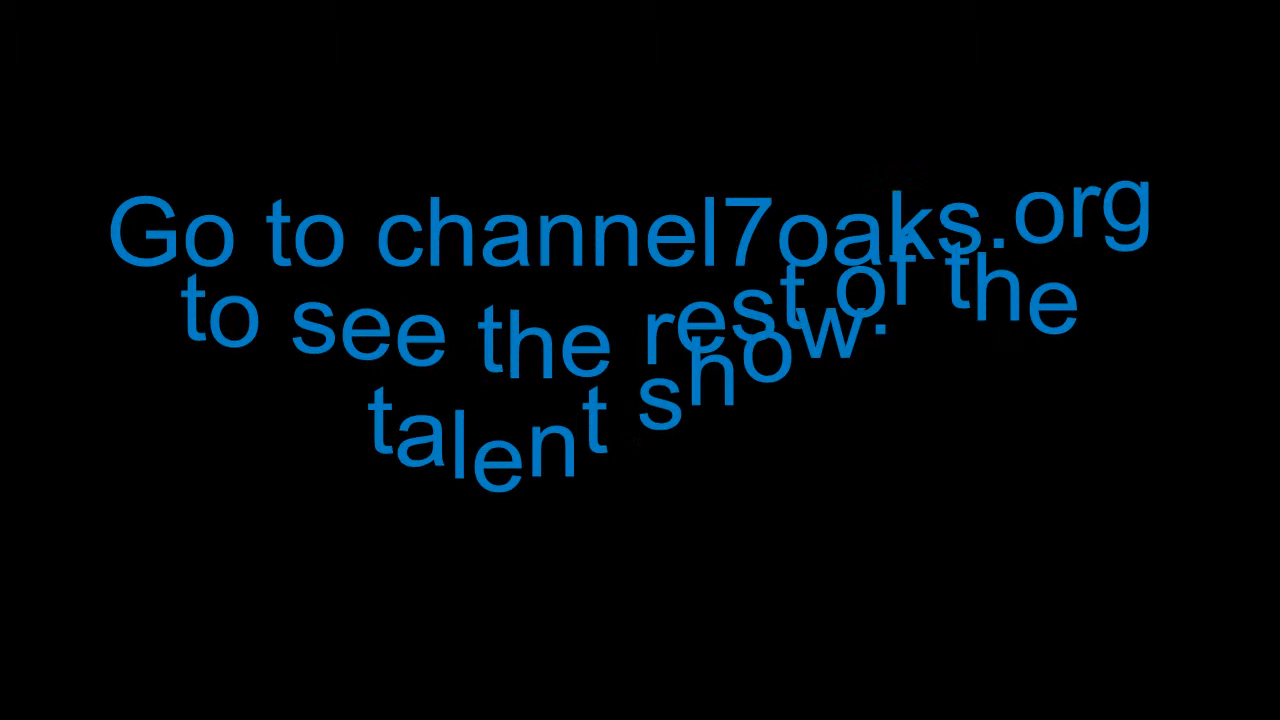 Go to channel7oaks.org
to see the rest of the
talent show.